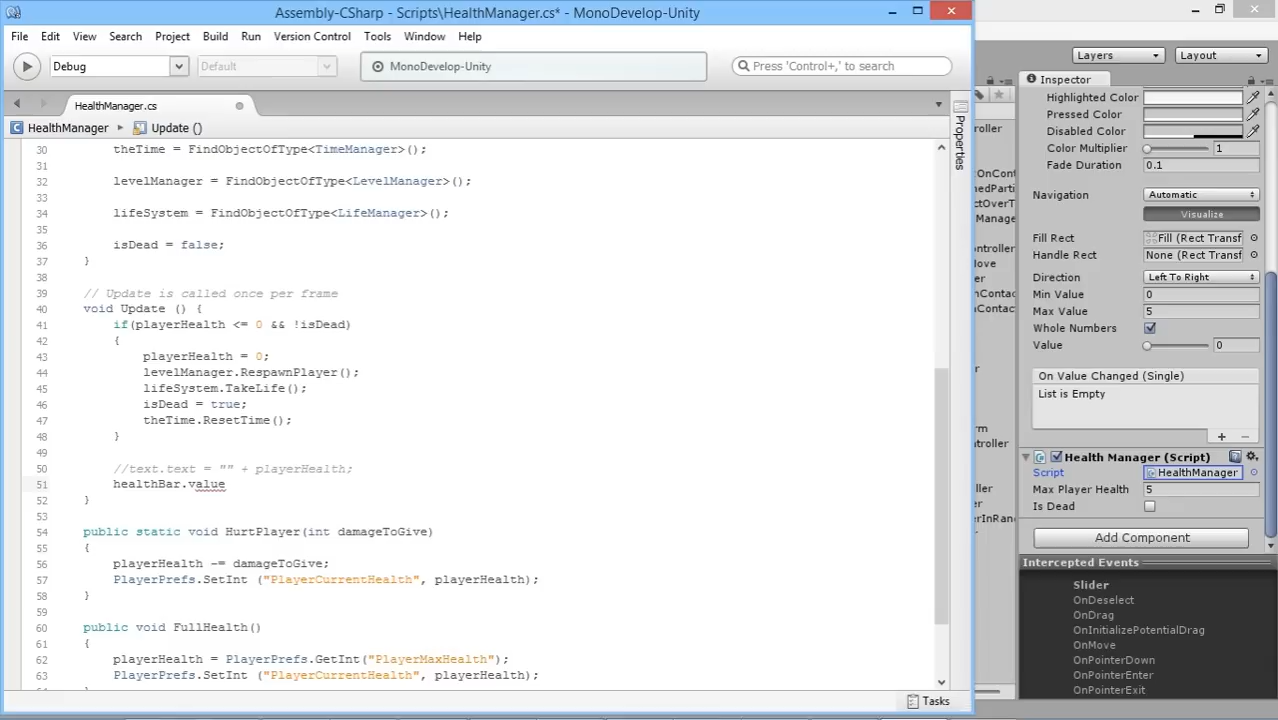 Assembly-CSharp - Scripts\HealthManager.cs* - MonoDevelop-Unity
File Edit View Search Project Build Run Version Control Tools Window Help
Debug Default MonoDevelop-Unity Press 'Control+,' to search
HealthManager.cs
HealthManager Update ()
30 theTime = FindObjectOfType<TimeManager>();
31
32 levelManager = FindObjectOfType<LevelManager>();
33
34 lifeSystem = FindObjectOfType<LifeManager>();
35
36 isDead = false;
37 }
38
39 // Update is called once per frame
40 void Update () {
41 if(playerHealth <= 0 && !isDead)
42 {
43 playerHealth = 0;
44 levelManager.RespawnPlayer();
45 lifeSystem.TakeLife();
46 isDead = true;
47 theTime.ResetTime();
48 }
49
50 //text.text = "" + playerHealth;
51 healthBar.value
52 }
53
54 public static void HurtPlayer(int damageToGive)
55 {
56 playerHealth -= damageToGive;
57 PlayerPrefs.SetInt ("PlayerCurrentHealth", playerHealth);
58 }
59
60 public void FullHealth()
61 {
62 playerHealth = PlayerPrefs.GetInt("PlayerMaxHealth");
63 PlayerPrefs.SetInt ("PlayerCurrentHealth", playerHealth);
64 }
Tasks
Properties
Layers Layout
Inspector
Highlighted Color
Pressed Color
Disabled Color
Color Multiplier 1
Fade Duration 0.1
Navigation Automatic
Visualize
Fill Rect Fill (Rect Transf
Handle Rect None (Rect Transf
Direction Left To Right
Min Value 0
Max Value 5
Whole Numbers
Value 0
On Value Changed (Single)
List is Empty
+ −
Health Manager (Script)
Script HealthManager
Max Player Health 5
Is Dead
Add Component
Intercepted Events
Slider
OnDeselect
OnDrag
OnInitializePotentialDrag
OnMove
OnPointerDown
OnPointerEnter
OnPointerExit